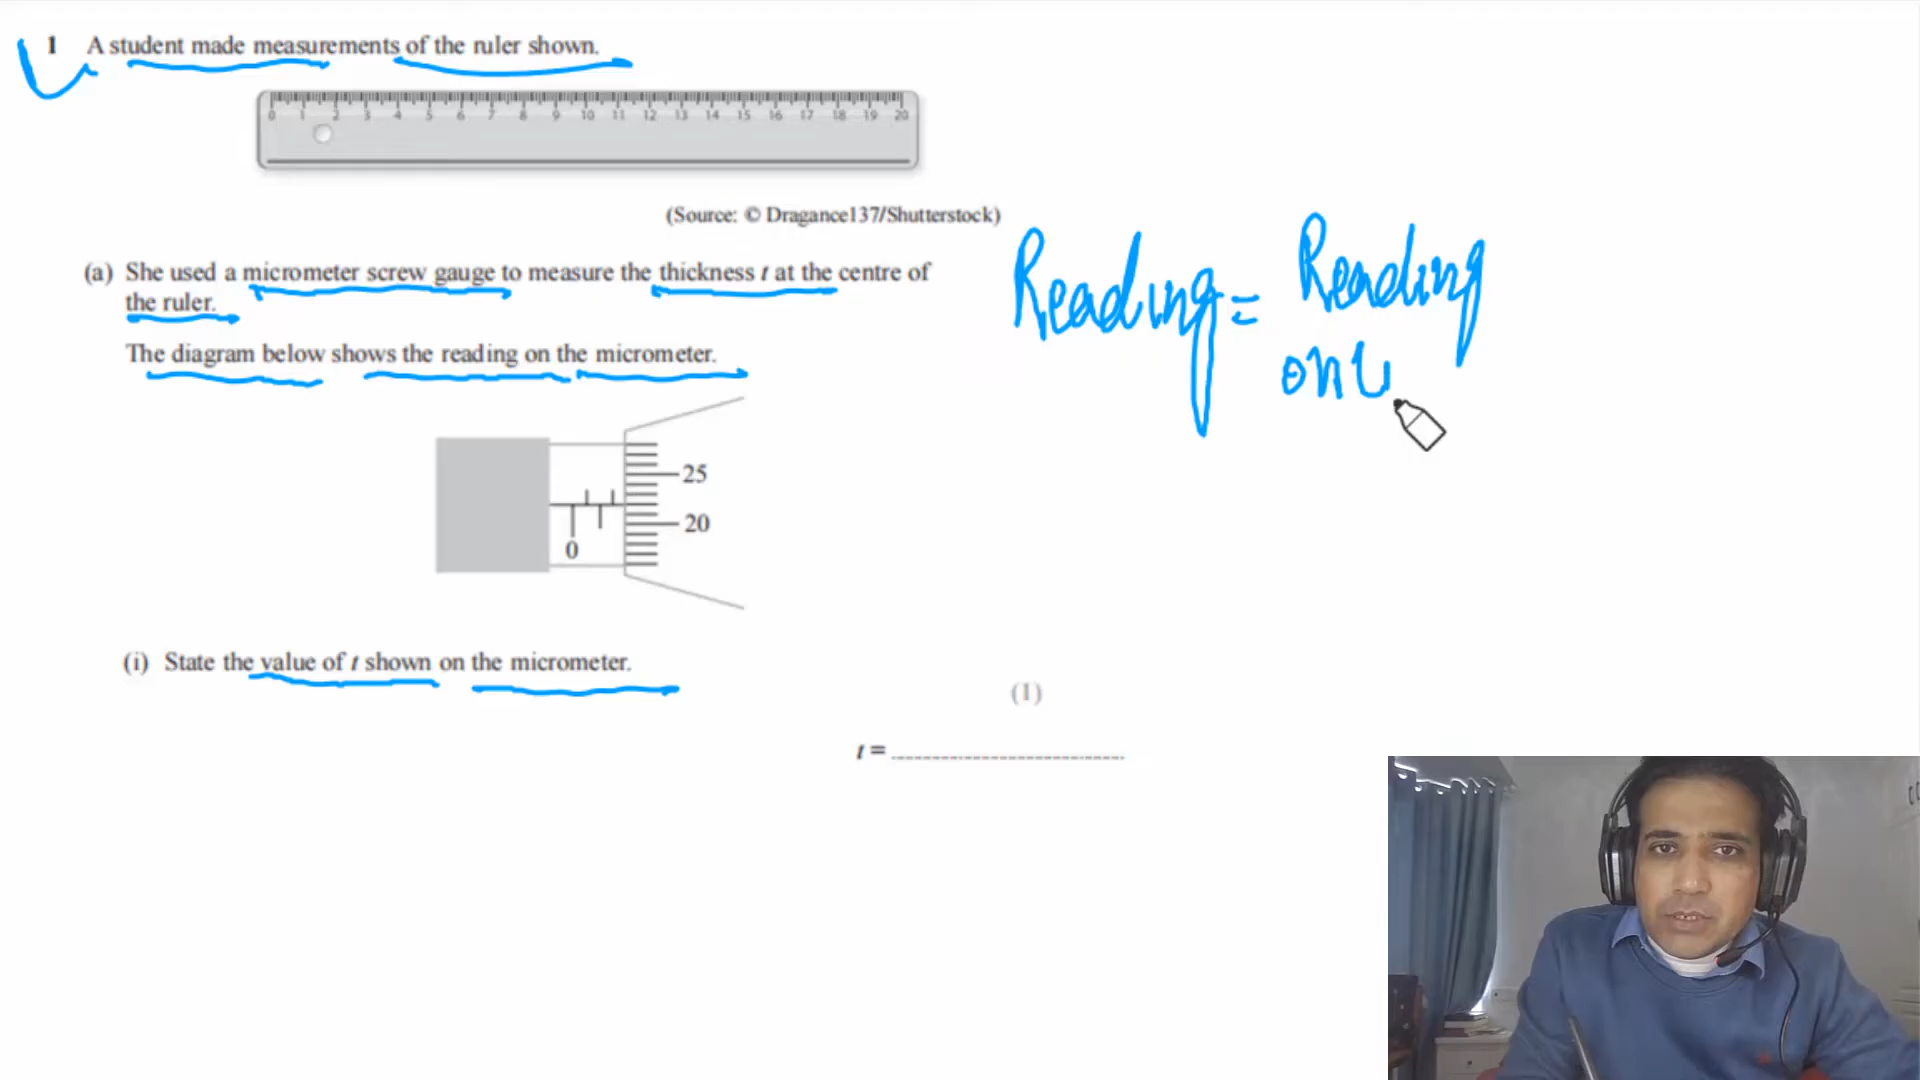 1 A student made measurements of the ruler shown.
0 1 2 3 4 5 6 7 8 9 10 11 12 13 14 15 16 17 18 19 20
(Source: © Dragance137/Shutterstock)
(a) She used a micrometer screw gauge to measure the thickness t at the centre of
the ruler.
Reading = Reading
on
The diagram below shows the reading on the micrometer.
25
20
0
(i) State the value of t shown on the micrometer.
(1)
t =